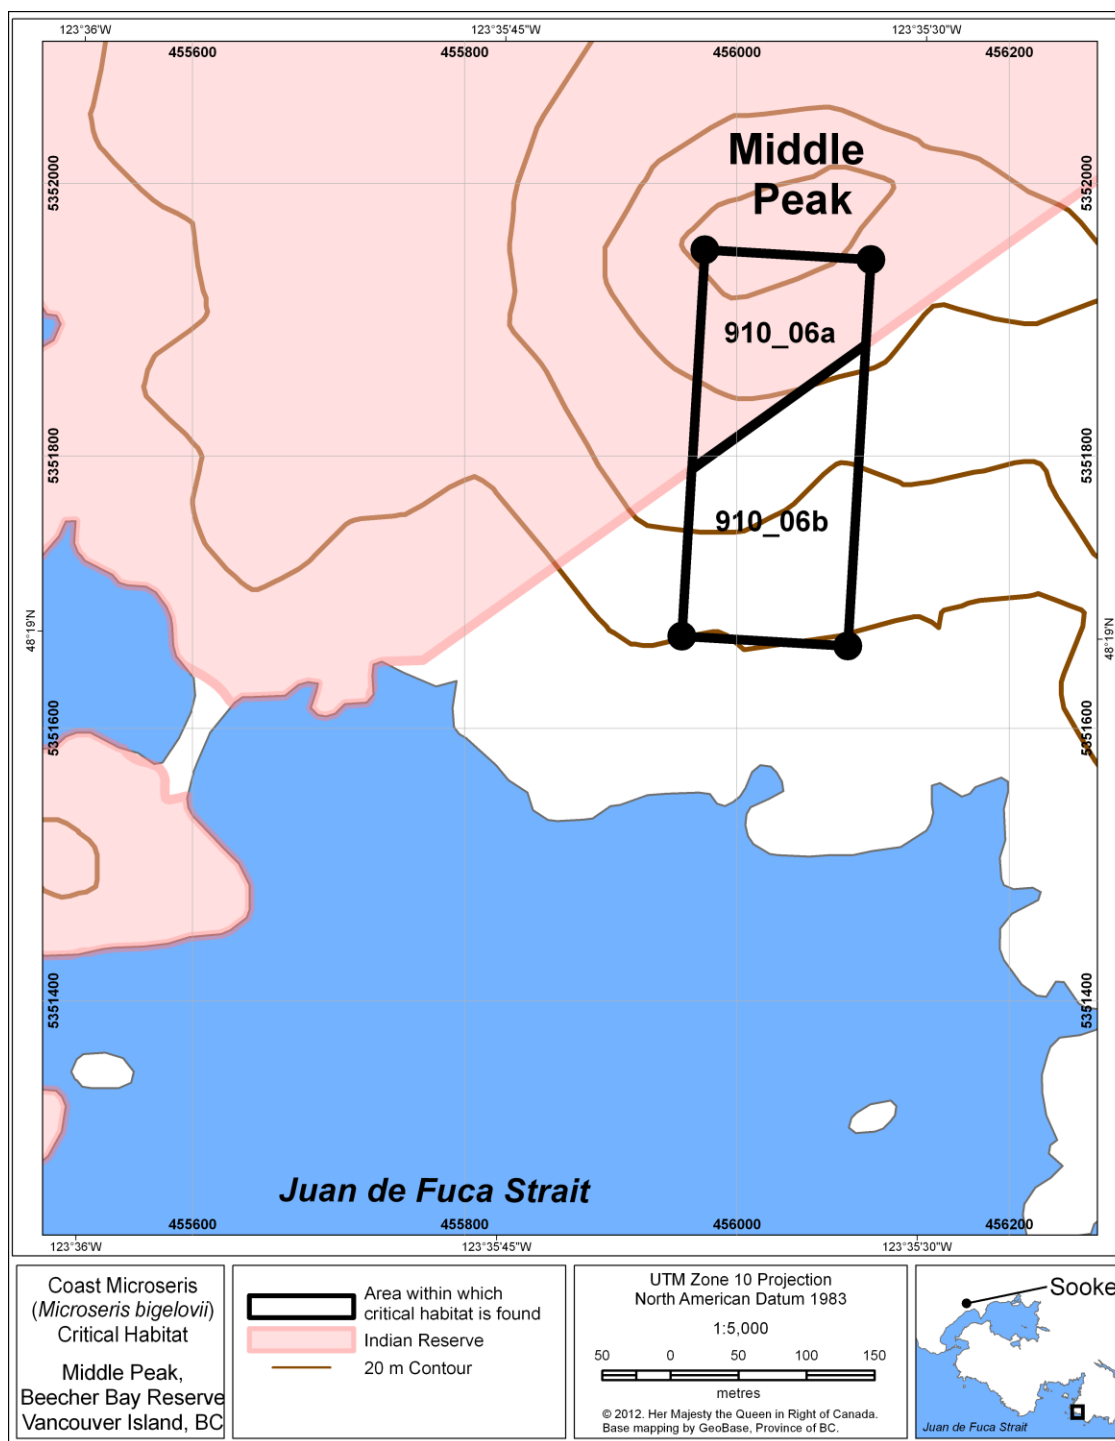 123°36'W 123°35'45"W 123°35'30"W
455600 455800 456000 456200
Middle
Peak
5352000 5352000
910_06a
5351800 5351800
910_06b
48°19'N 48°19'N
5351600 5351600
5351400 5351400
Juan de Fuca Strait
455600 455800 456000 456200
123°36'W 123°35'45"W 123°35'30"W
Coast Microseris
(Microseris bigelovii)
Critical Habitat
Middle Peak,
Beecher Bay Reserve
Vancouver Island, BC
Area within which
critical habitat is found
Indian Reserve
20 m Contour
UTM Zone 10 Projection
North American Datum 1983
1:5,000
50 0 50 100 150
metres
© 2012. Her Majesty the Queen in Right of Canada.
Base mapping by GeoBase, Province of BC.
Sooke
Juan de Fuca Strait